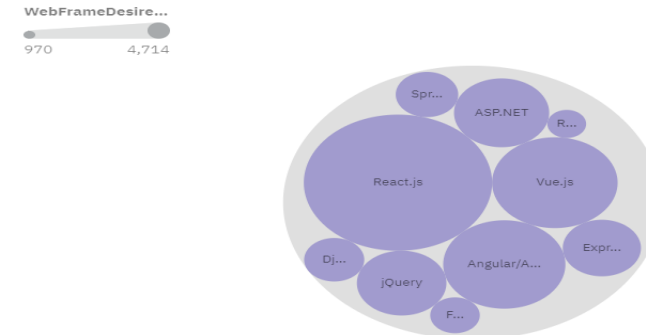 WebFrameDesire...
970 4,714
Spr...
ASP.NET
R...
React.js
Vue.js
Expr...
Dj...
Angular/A...
jQuery
F...